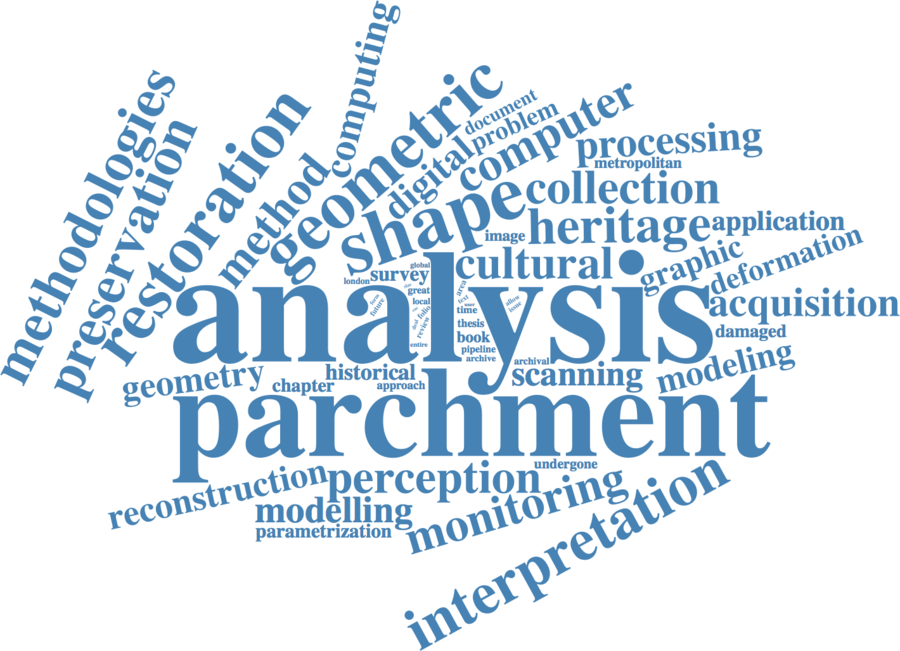 computing
methodologies
preservation
restoration
method
geometric
document
problem
digital
computer
processing
metropolitan
shape
collection
image
heritage
application
graphic
deformation
cultural
global
london
survey
great
local
folio
review
future
entire
area
text
user
time
allow
issue
thesis
book
pipeline
archive
analysis
acquisition
damaged
modeling
geometry
chapter
historical
approach
archival
scanning
parchment
undergone
reconstruction
perception
modelling
parametrization
monitoring
interpretation